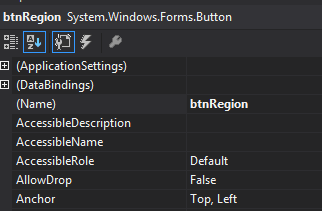 btnRegion System.Windows.Forms.Button
(ApplicationSettings)
(DataBindings)
(Name) btnRegion
AccessibleDescription
AccessibleName
AccessibleRole Default
AllowDrop False
Anchor Top, Left